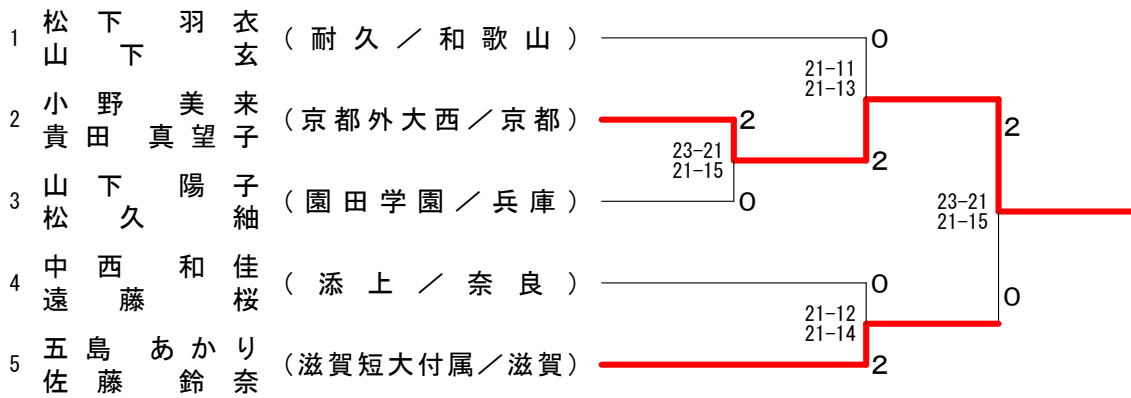 1 松下 羽衣 (耐久／和歌山)
山下 玄
0
21-11
21-13
2 小野 美来 (京都外大西／京都)
貴田 真望子
2
2
23-21
21-15
2
3 山下 陽子 (園田学園／兵庫)
松久 紬
0
23-21
21-15
4 中西 和佳 (添上／奈良)
遠藤 桜
0
0
21-12
21-14
5 五島 あかり (滋賀短大付属／滋賀)
佐藤 鈴奈
2